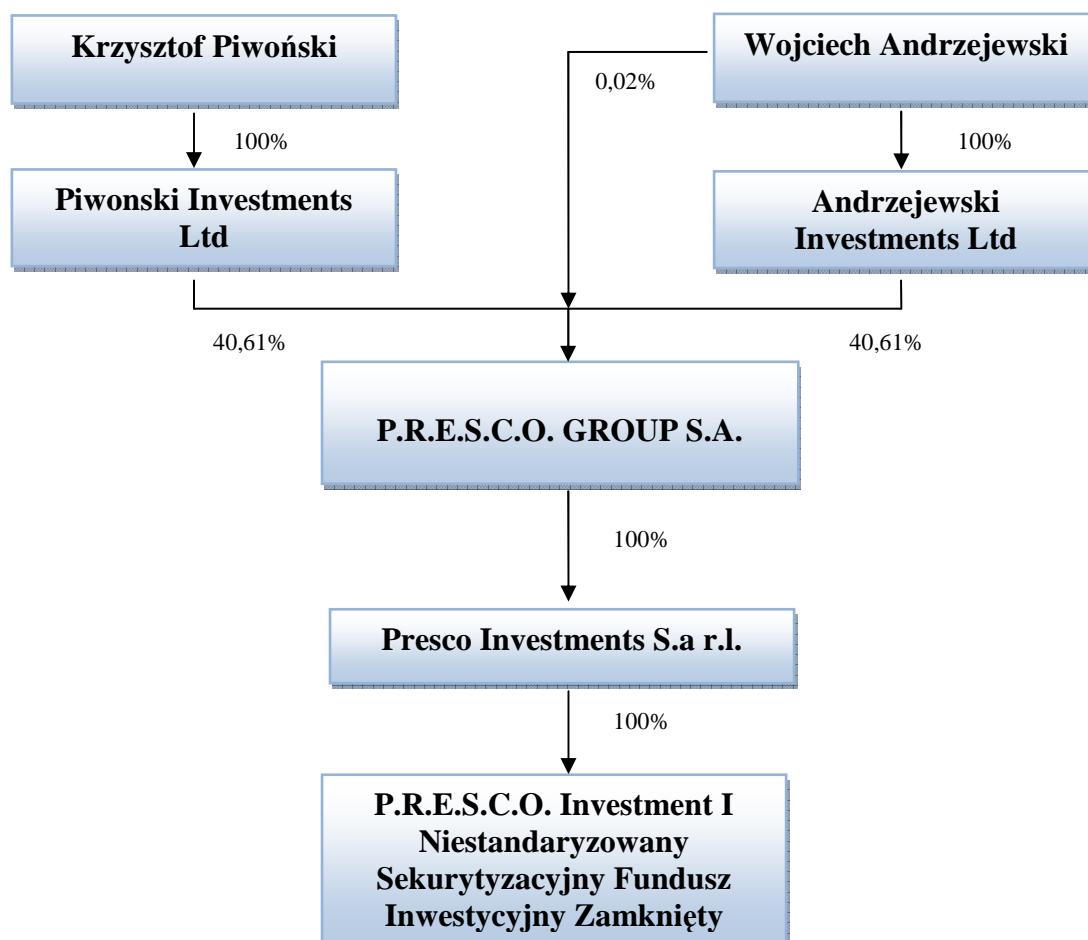 Krzysztof Piwoński
Wojciech Andrzejewski
0,02%
100%
100%
Piwonski Investments
Ltd
Andrzejewski
Investments Ltd
40,61%
40,61%
P.R.E.S.C.O. GROUP S.A.
100%
Presco Investments S.a r.l.
100%
P.R.E.S.C.O. Investment I
Niestandaryzowany
Sekurytyzacyjny Fundusz
Inwestycyjny Zamknięty